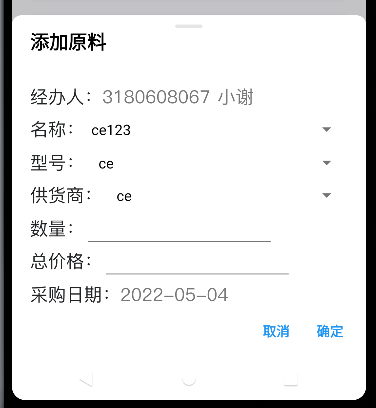 添加原料
经办人：3180608067 小谢
名称： ce123
型号： ce
供货商： ce
数量：
总价格：
采购日期：2022-05-04
取消 确定